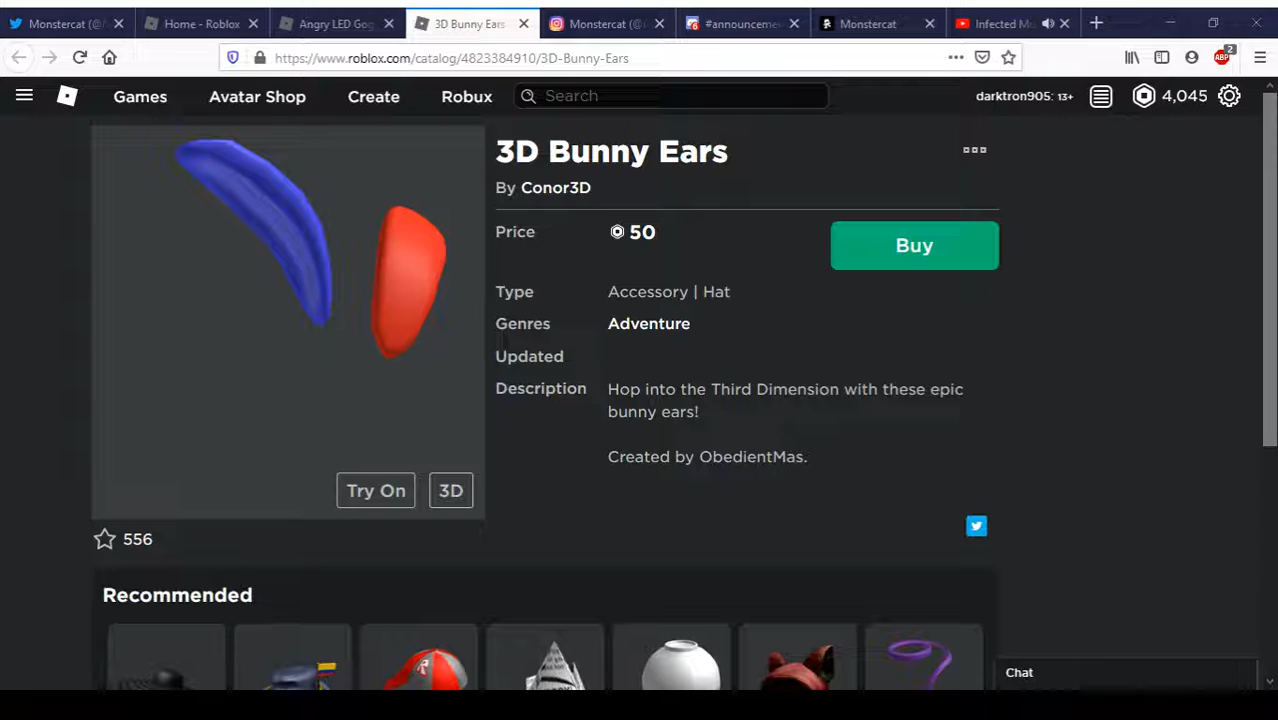 Monstercat (@
Home - Roblox
Angry LED Gog
3D Bunny Ears
Monstercat (@
#announceme
Monstercat
Infected M
https://www.roblox.com/catalog/4823384910/3D-Bunny-Ears
ABP
2
Games
Avatar Shop
Create
Robux
Search
darktron905: 13+
4,045
3D Bunny Ears
By Conor3D
Price
50
Buy
Type
Accessory | Hat
Genres
Adventure
Updated
Description
Hop into the Third Dimension with these epic
bunny ears!
Created by ObedientMas.
Try On
3D
556
Recommended
Chat